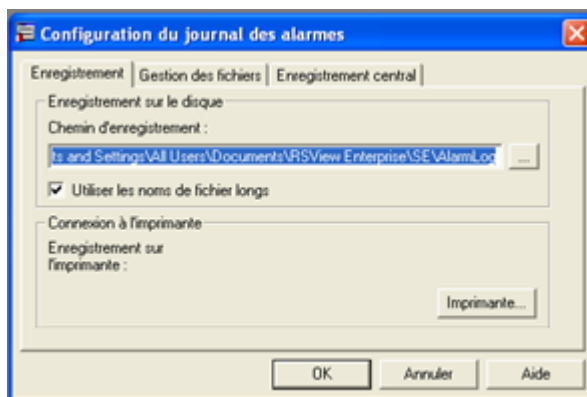 Configuration du journal des alarmes
Enregistrement Gestion des fichiers Enregistrement central
Enregistrement sur le disque
Chemin d'enregistrement :
ts and Settings\All Users\Documents\RSView Enterprise\SE\AlarmLog ...
Utiliser les noms de fichier longs
Connexion à l'imprimante
Enregistrement sur
l'imprimante :
Imprimante...
OK Annuler Aide